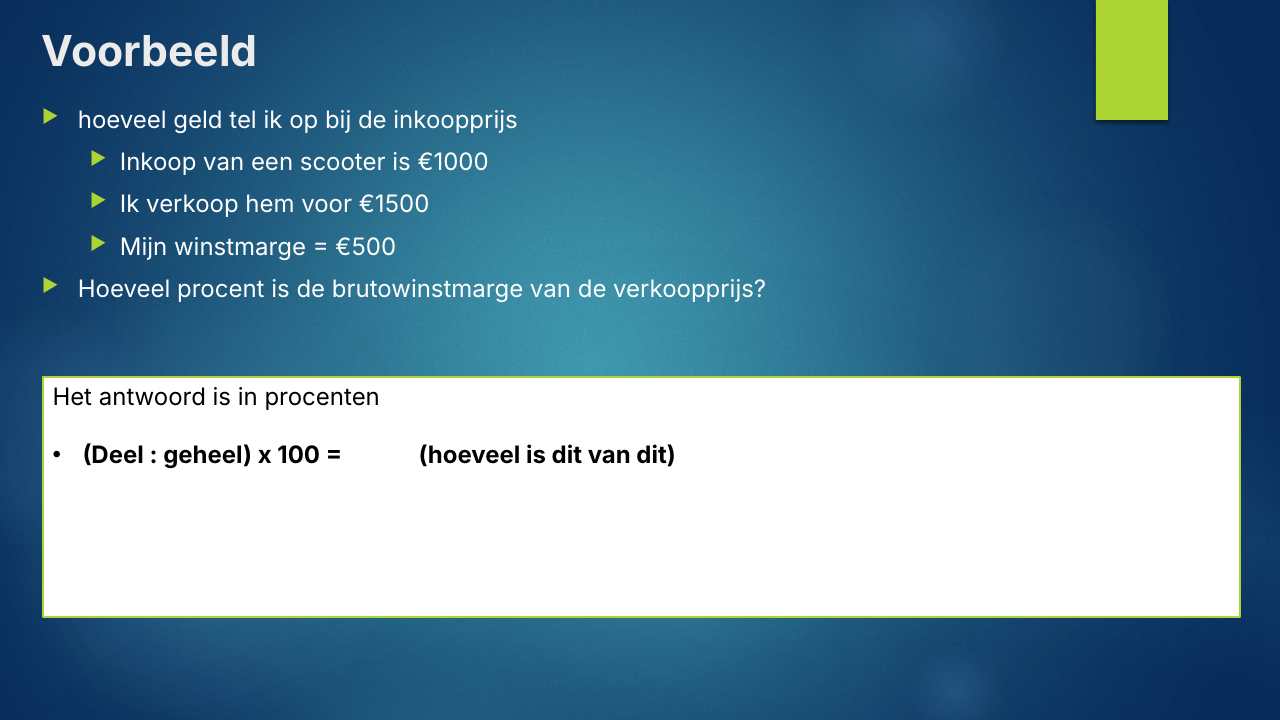 Voorbeeld
hoeveel geld tel ik op bij de inkoopprijs
Inkoop van een scooter is €1000
Ik verkoop hem voor €1500
Mijn winstmarge = €500
Hoeveel procent is de brutowinstmarge van de verkoopprijs?
Het antwoord is in procenten
• (Deel : geheel) x 100 = (hoeveel is dit van dit)